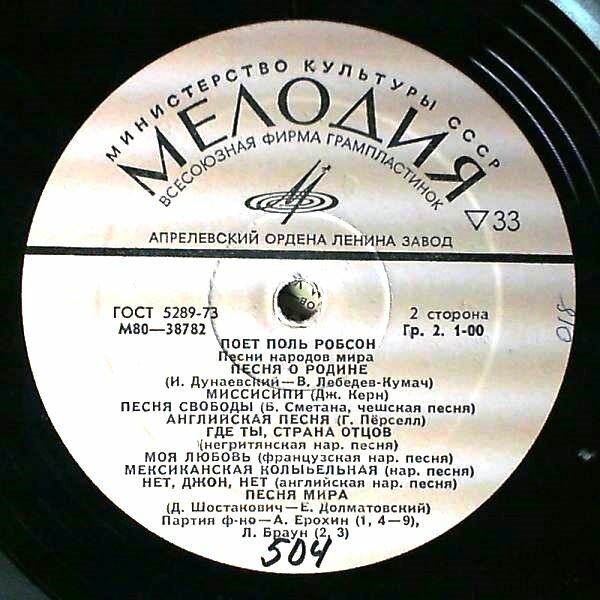 МИНИСТЕРСТВО КУЛЬТУРЫ СССР
МЕЛОДИЯ
ВСЕСОЮЗНАЯ ФИРМА ГРАМПЛАСТИНОК
33
АПРЕЛЕВСКИЙ ОРДЕНА ЛЕНИНА ЗАВОД
ГОСТ 5289-73
М80—38782
2 сторона
Гр. 2. 1-00
ПОЕТ ПОЛЬ РОБСОН
Песни народов мира
ПЕСНЯ О РОДИНЕ
(И. Дунаевский—В. Лебедев-Кумач)
МИССИСИПИ (Дж. Керн)
ПЕСНЯ СВОБОДЫ (Б. Сметана, чешская песня)
АНГЛИЙСКАЯ ПЕСНЯ (Г. Пёрселл)
ГДЕ ТЫ, СТРАНА ОТЦОВ
(негритянская нар. песня)
МОЯ ЛЮБОВЬ (французская нар. песня)
МЕКСИКАНСКАЯ КОЛЫЬЕЛЬНАЯ (нар. песня)
НЕТ, ДЖОН, НЕТ (английская нар. песня)
ПЕСНЯ МИРА
(Д. Шостакович—Е. Долматовский)
Партия ф-но—А. Ерохин (1, 4—9),
Л. Браун (2, 3)
504